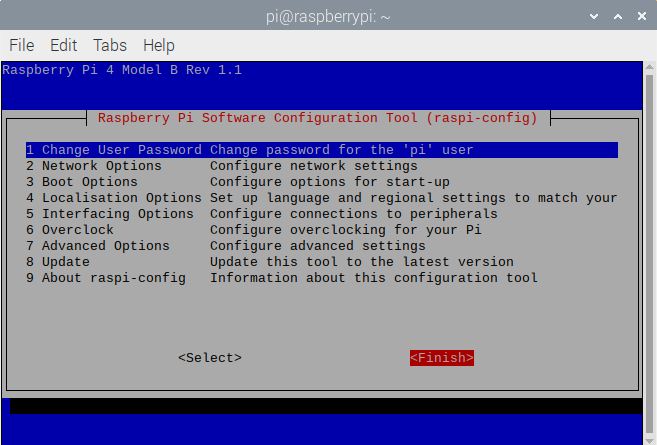 pi@raspberrypi: ~
File Edit Tabs Help
Raspberry Pi 4 Model B Rev 1.1
Raspberry Pi Software Configuration Tool (raspi-config)
1 Change User Password Change password for the 'pi' user
2 Network Options Configure network settings
3 Boot Options Configure options for start-up
4 Localisation Options Set up language and regional settings to match your
5 Interfacing Options Configure connections to peripherals
6 Overclock Configure overclocking for your Pi
7 Advanced Options Configure advanced settings
8 Update Update this tool to the latest version
9 About raspi-config Information about this configuration tool
<Select> <Finish>